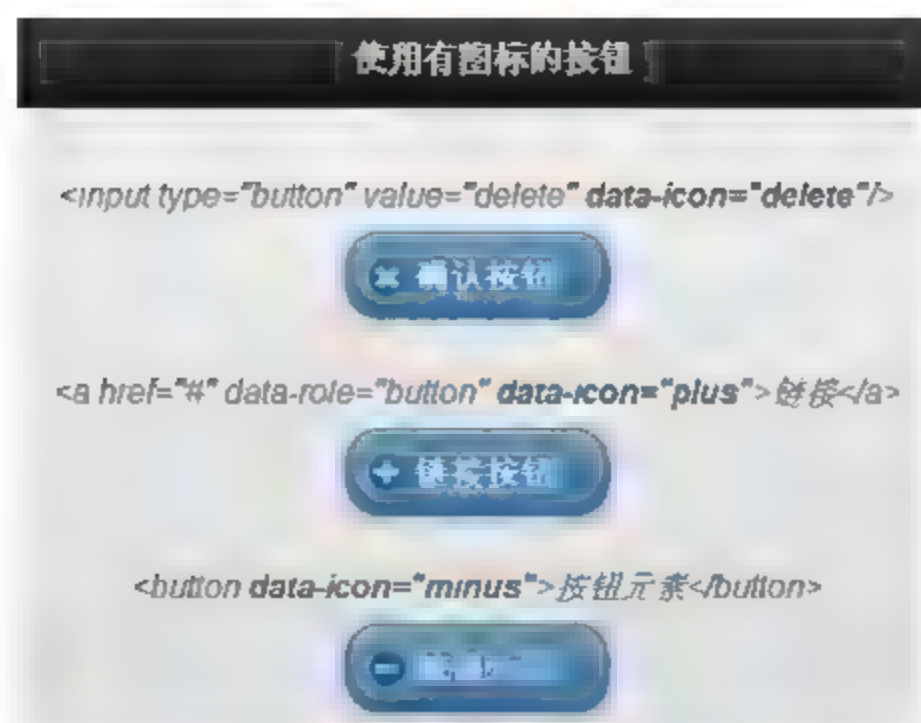 使用有图标的按钮
<input type="button" value="delete" data-icon="delete"/>
确认按钮
<a href="#" data-role="button" data-icon="plus">链接</a>
链接按钮
<button data-icon="minus">按钮元素</button>